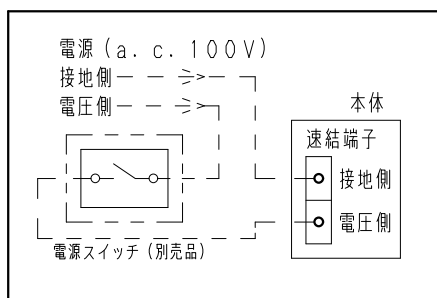 電源(a.c.100V)
接地側
電圧側
本体
速結端子
接地側
電圧側
電源スイッチ(別売品)